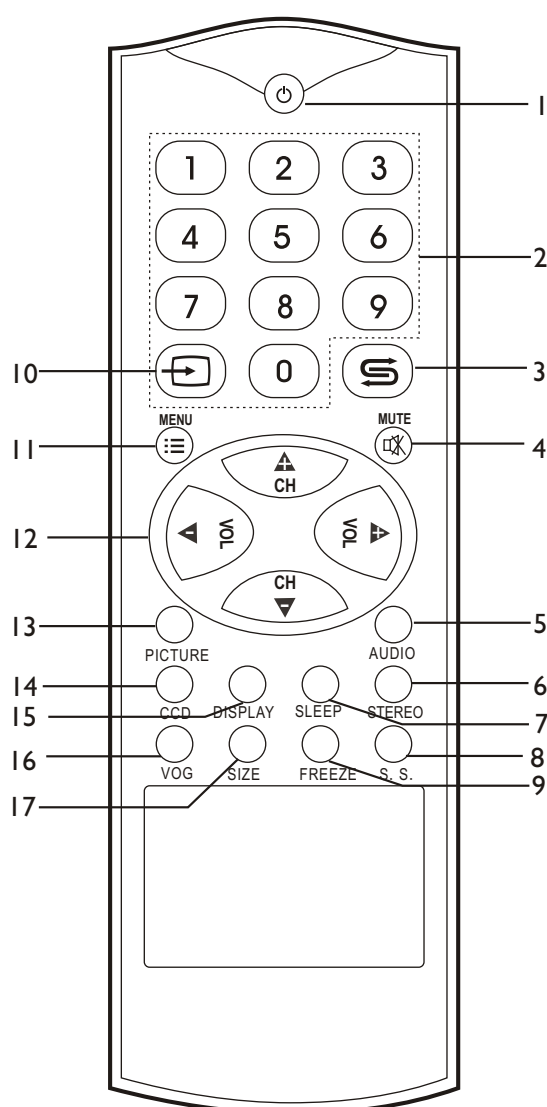 1
1 2 3
4 5 6
2
7 8 9
10 0 3
MENU MUTE
11 4
+
CH
12 - VOL VOL +
CH
-
13 5
PICTURE AUDIO
14 6
CCD DISPLAY SLEEP STEREO
15 7
16 8
VOG SIZE FREEZE S. S.
17 9